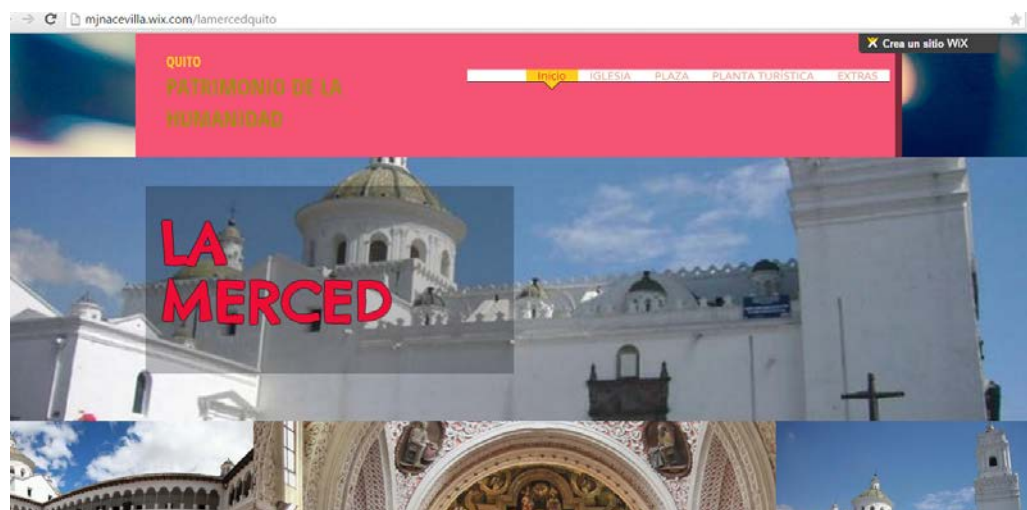 mjnacevilla.wix.com/lamercedquito
Crea un sitio WiX
QUITO
PATRIMONIO DE LA
HUMANIDAD
Inicio IGLESIA PLAZA PLANTA TURÍSTICA EXTRAS
LA
MERCED